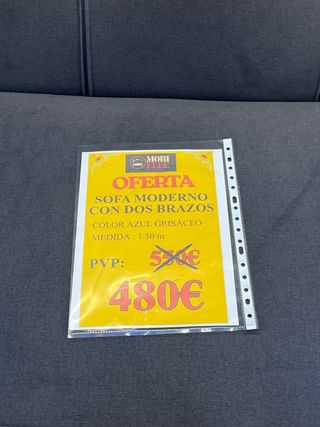 MOBI
OFERTA
SOFA MODERNO
CON DOS BRAZOS
COLOR AZUL GRISÁCEO
MEDIDA : 1.50 m
PVP: 550€
480€